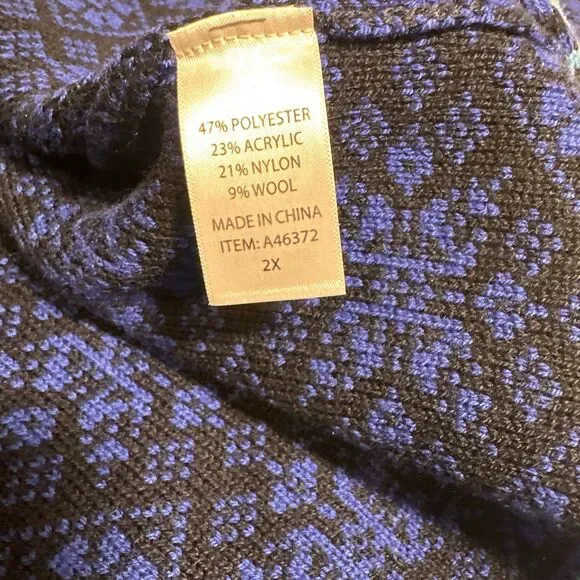 47% POLYESTER
23% ACRYLIC
21% NYLON
9% WOOL
MADE IN CHINA
ITEM: A46372
2X